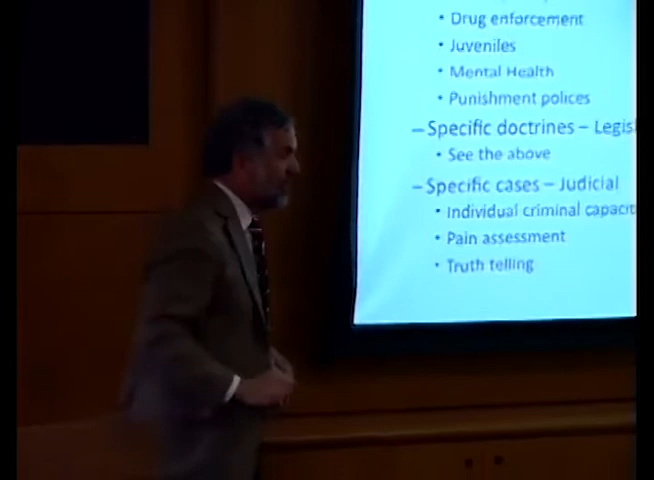 • Drug enforcement
• Juveniles
• Mental Health
• Punishment polices
– Specific doctrines – Legis
• See the above
– Specific cases – Judicial
• Individual criminal capacit
• Pain assessment
• Truth telling